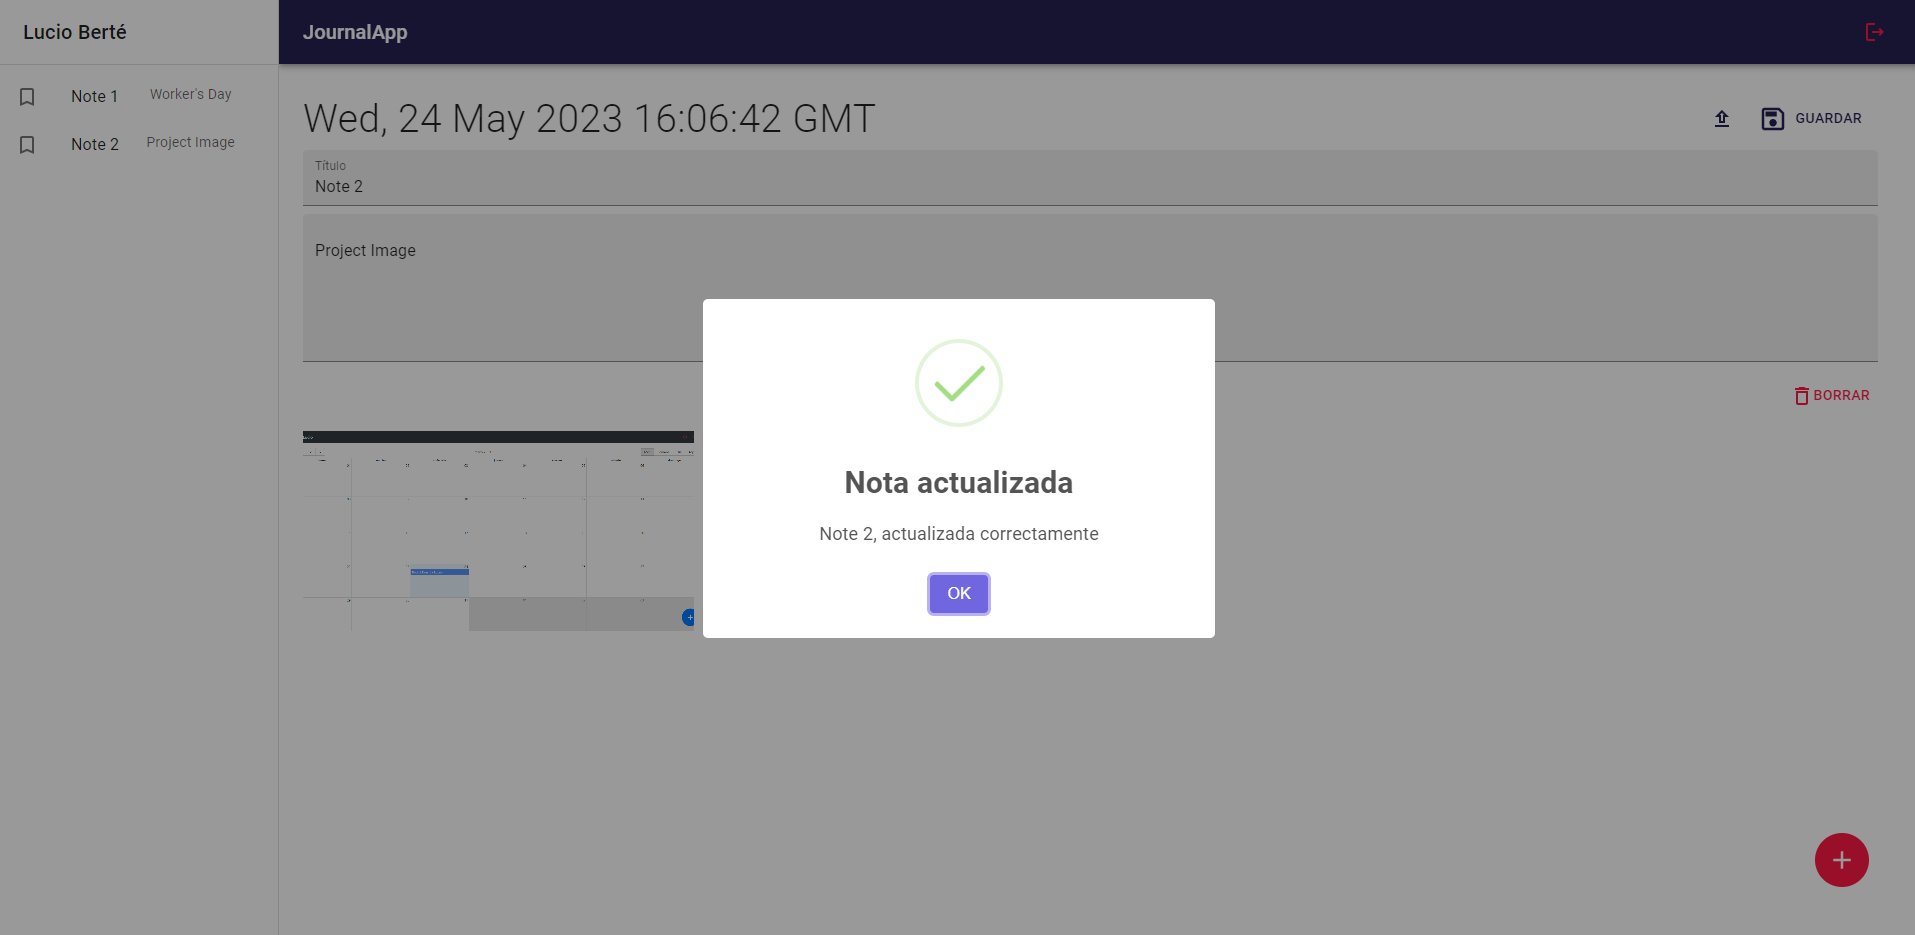 Lucio Berté
JournalApp
Note 1 Worker's Day
Note 2 Project Image
Wed, 24 May 2023 16:06:42 GMT
GUARDAR
Título
Note 2
Project Image
BORRAR
Nota actualizada
Note 2, actualizada correctamente
OK